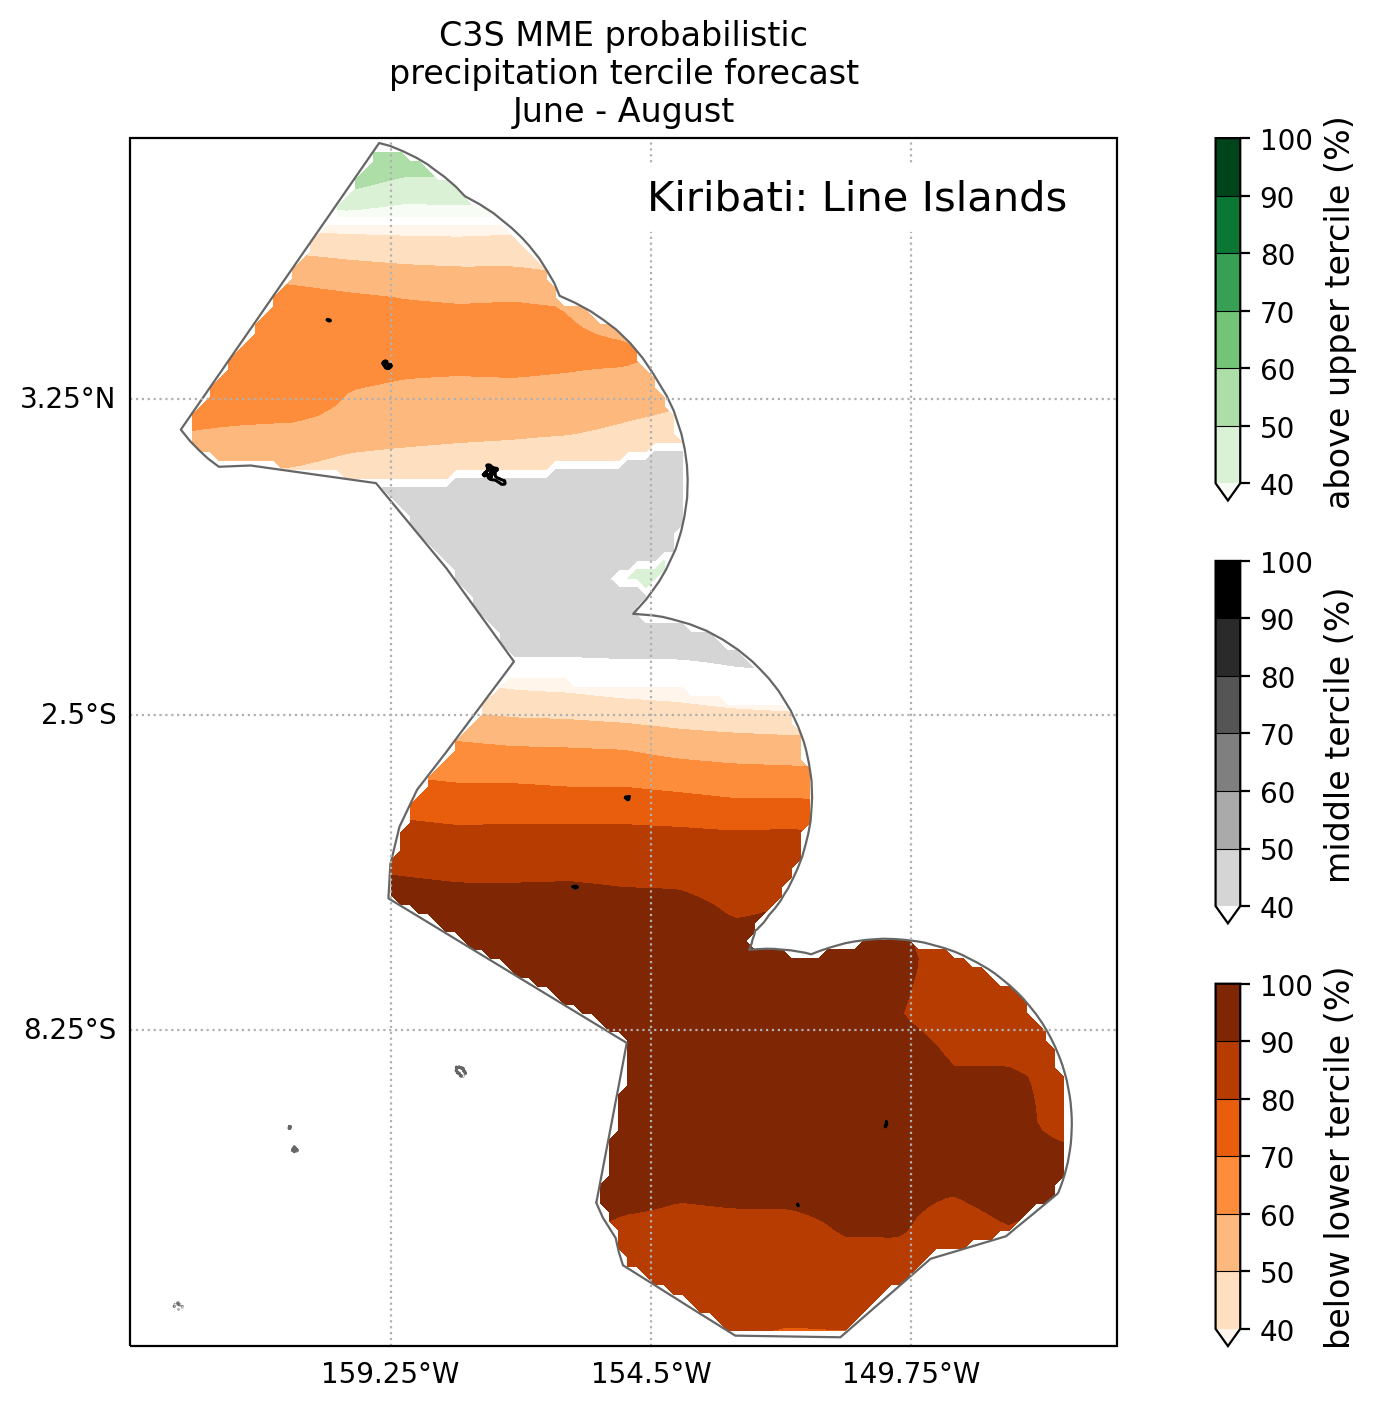 C3S MME probabilistic
precipitation tercile forecast
June - August
Kiribati: Line Islands
3.25°N
2.5°S
8.25°S
159.25°W
154.5°W
149.75°W
100
90
80
70
60
50
40
above upper tercile (%)
100
90
80
70
60
50
40
middle tercile (%)
100
90
80
70
60
50
40
below lower tercile (%)